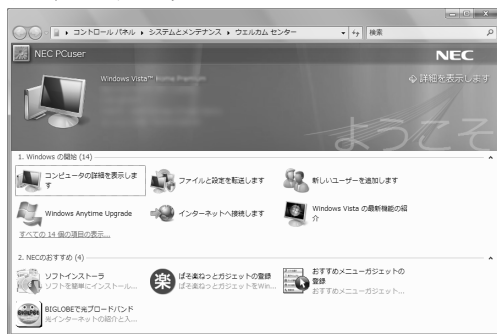 コントロール パネル ▸ システムとメンテナンス ▸ ウエルカム センター
検索
NEC PCuser
NEC
Windows Vista™
詳細を表示します
ようこそ
1. Windows の開始 (14)
コンピュータの詳細を表示しま
す
ファイルと設定を転送します
新しいユーザーを追加します
Windows Anytime Upgrade
インターネットへ接続します
Windows Vista の最新機能の紹
介
すべての 14 個の項目の表示...
2. NECのおすすめ (4)
ソフトインストーラ
ソフトを簡単にインストール...
楽
ぱそ楽ねっとガジェットの登録
ぱそ楽ねっとガジェットをWin...
おすすめメニューガジェットの
登録
おすすめメニューガジェット...
BIGLOBE
BIGLOBEで光ブロードバンド
光インターネットの紹介と入...